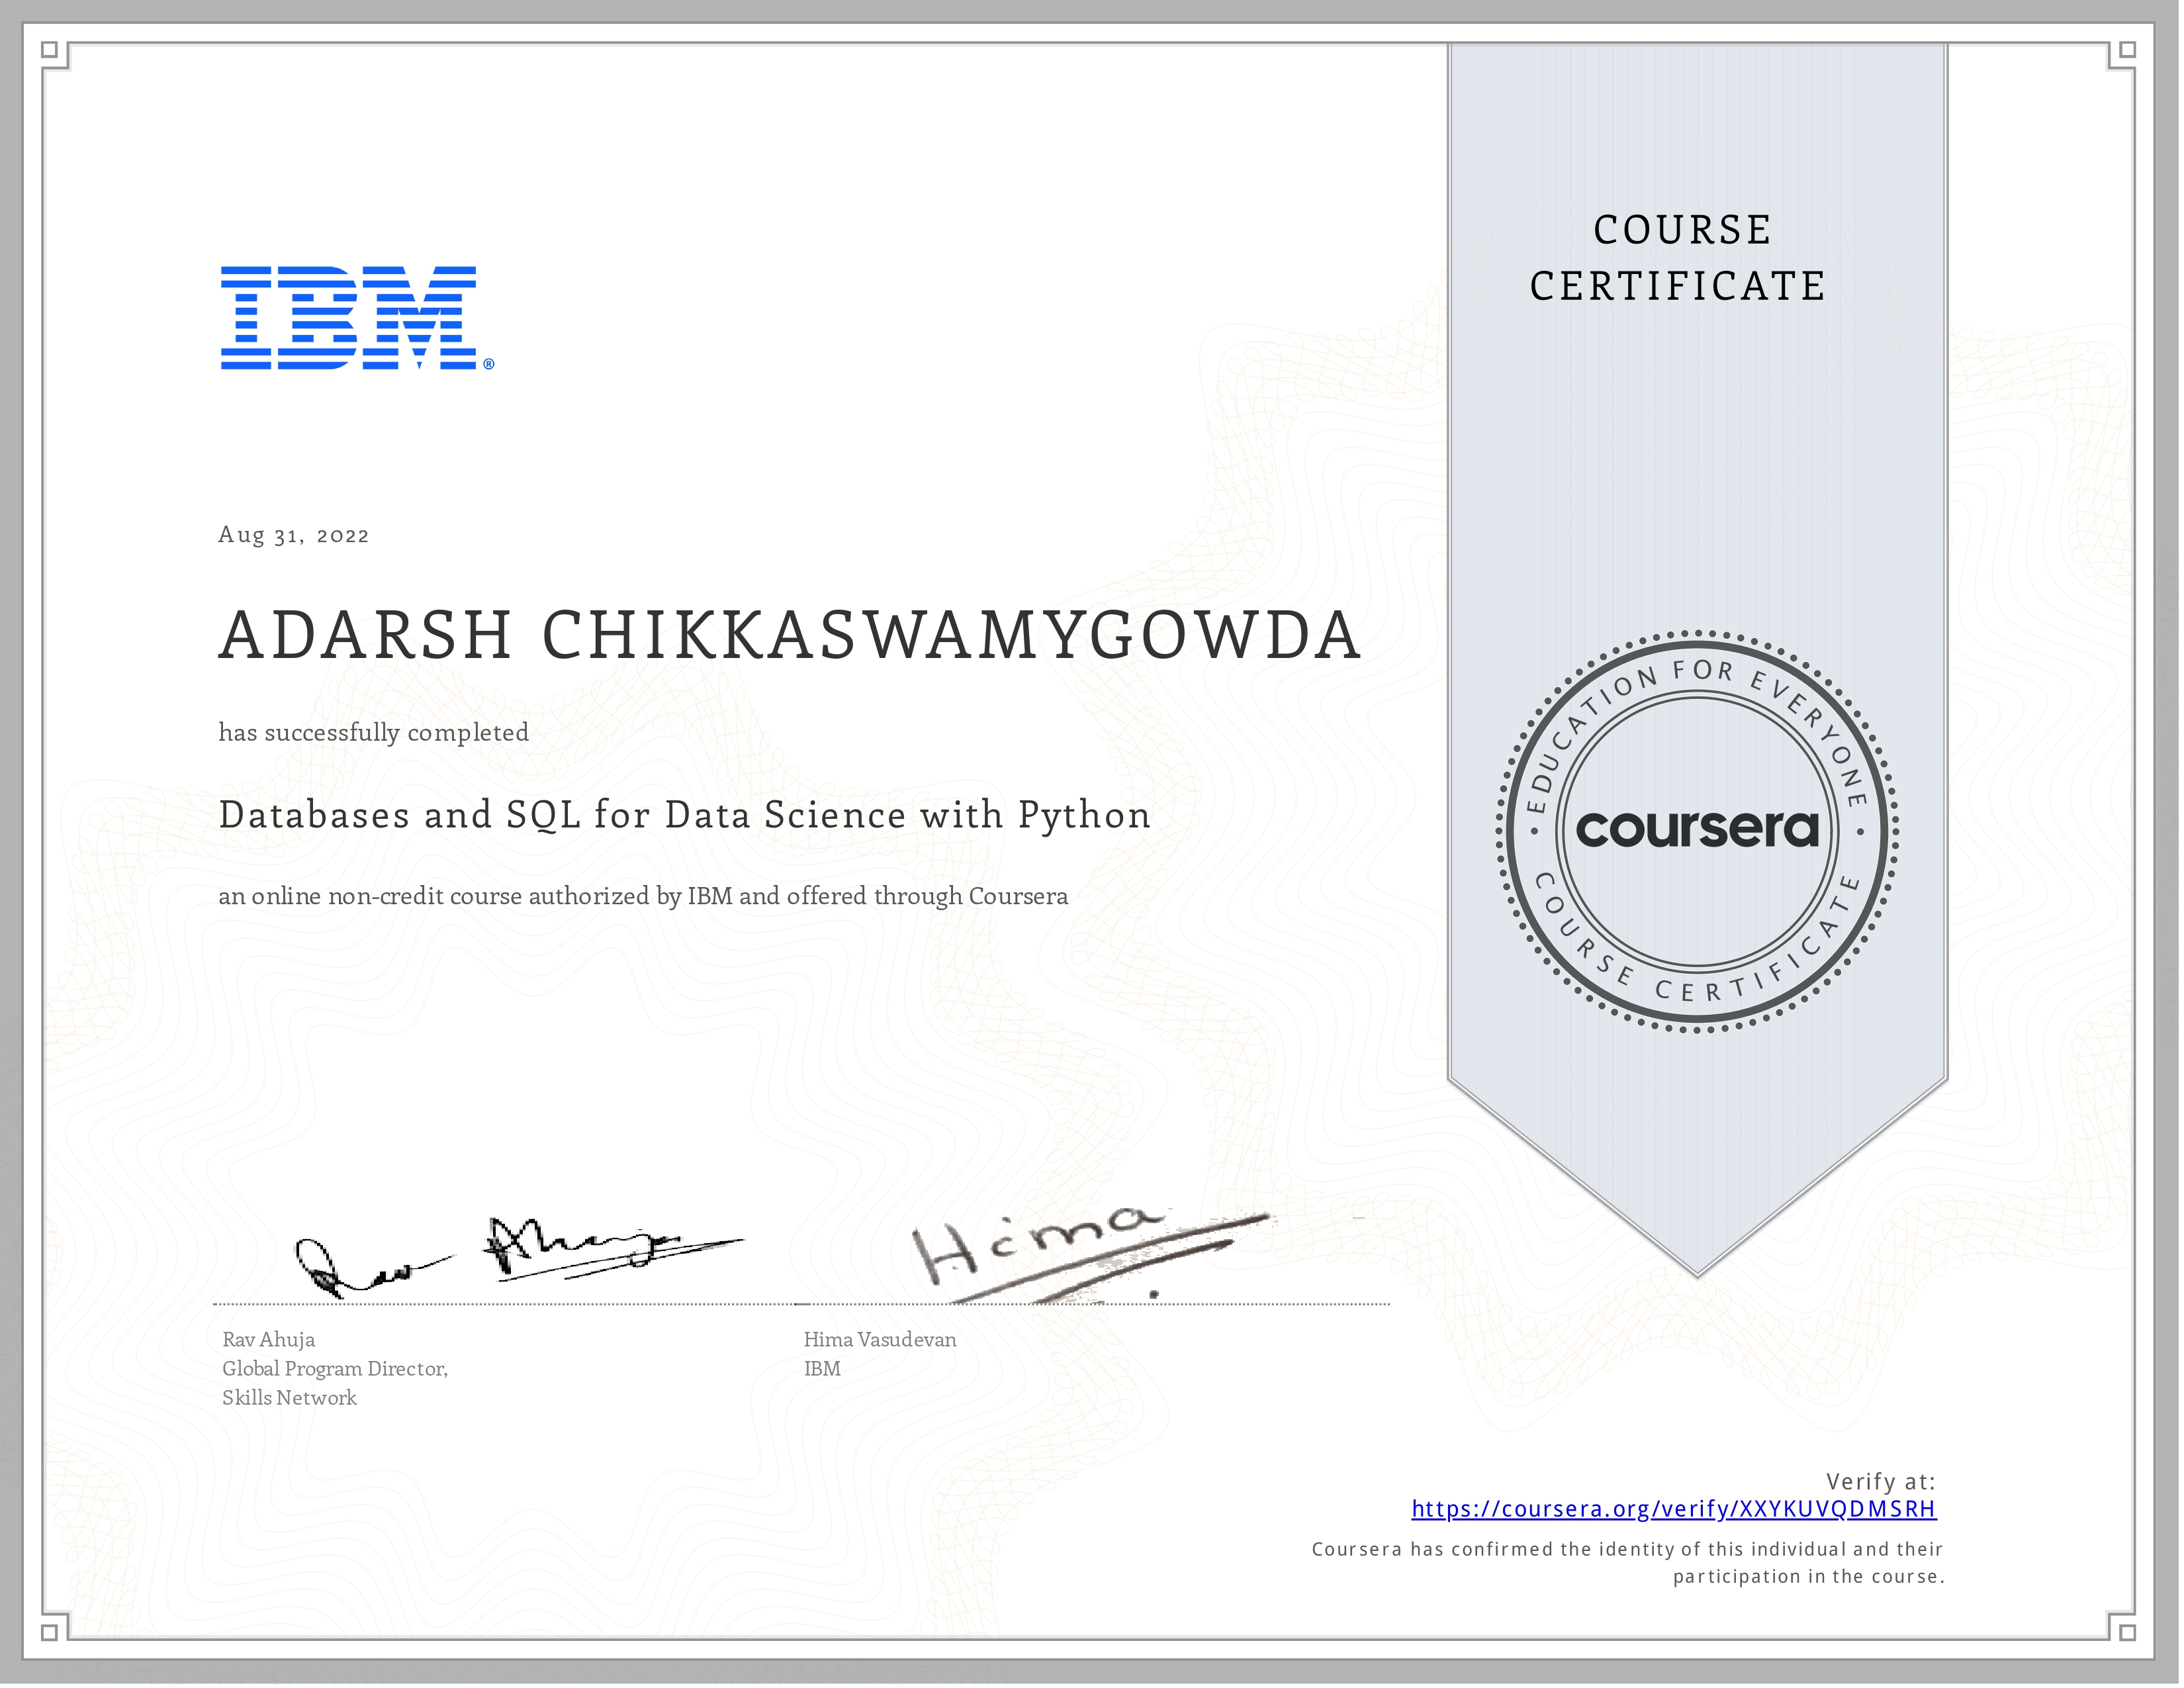 COURSE
CERTIFICATE
IBM®
Aug 31, 2022
ADARSH CHIKKASWAMYGOWDA
has successfully completed
Databases and SQL for Data Science with Python
an online non-credit course authorized by IBM and offered through Coursera
EDUCATION FOR EVERYONE
coursera
COURSE CERTIFICATE
Rav Ahuja
Hima
Rav Ahuja
Global Program Director,
Skills Network
Hima Vasudevan
IBM
Verify at:
https://coursera.org/verify/XXYKUVQDMSRH
Coursera has confirmed the identity of this individual and their
participation in the course.